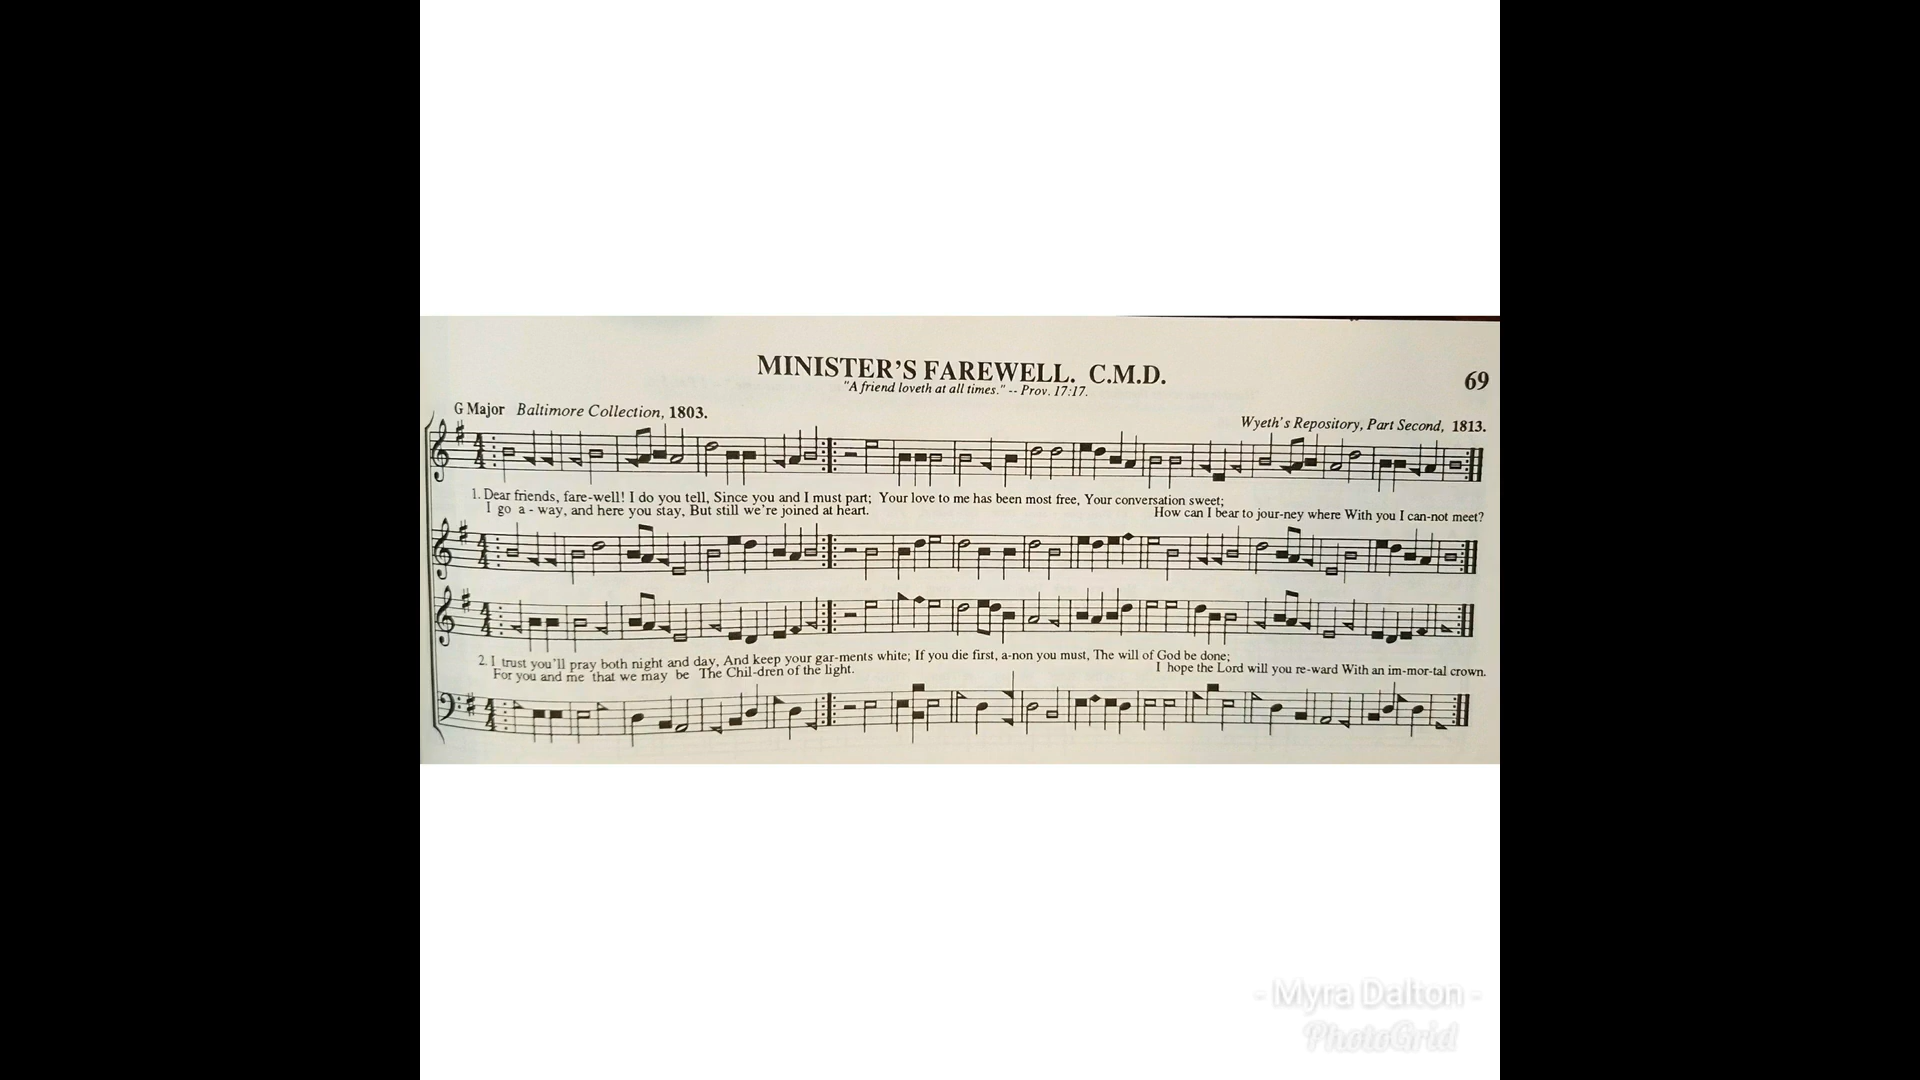 MINISTER'S FAREWELL. C.M.D.
69
"A friend loveth at all times." -- Prov. 17:17.
G Major Baltimore Collection, 1803.
Wyeth's Repository, Part Second, 1813.
1. Dear friends, fare-well! I do you tell, Since you and I must part; Your love to me has been most free, Your conversation sweet;
I go a - way, and here you stay, But still we're joined at heart.
How can I bear to jour-ney where With you I can-not meet?
2. I trust you'll pray both night and day, And keep your gar-ments white; If you die first, a-non you must, The will of God be done;
For you and me that we may be The Chil-dren of the light.
I hope the Lord will you re-ward With an im-mor-tal crown.
- Myra Dalton -
PhotoGrid